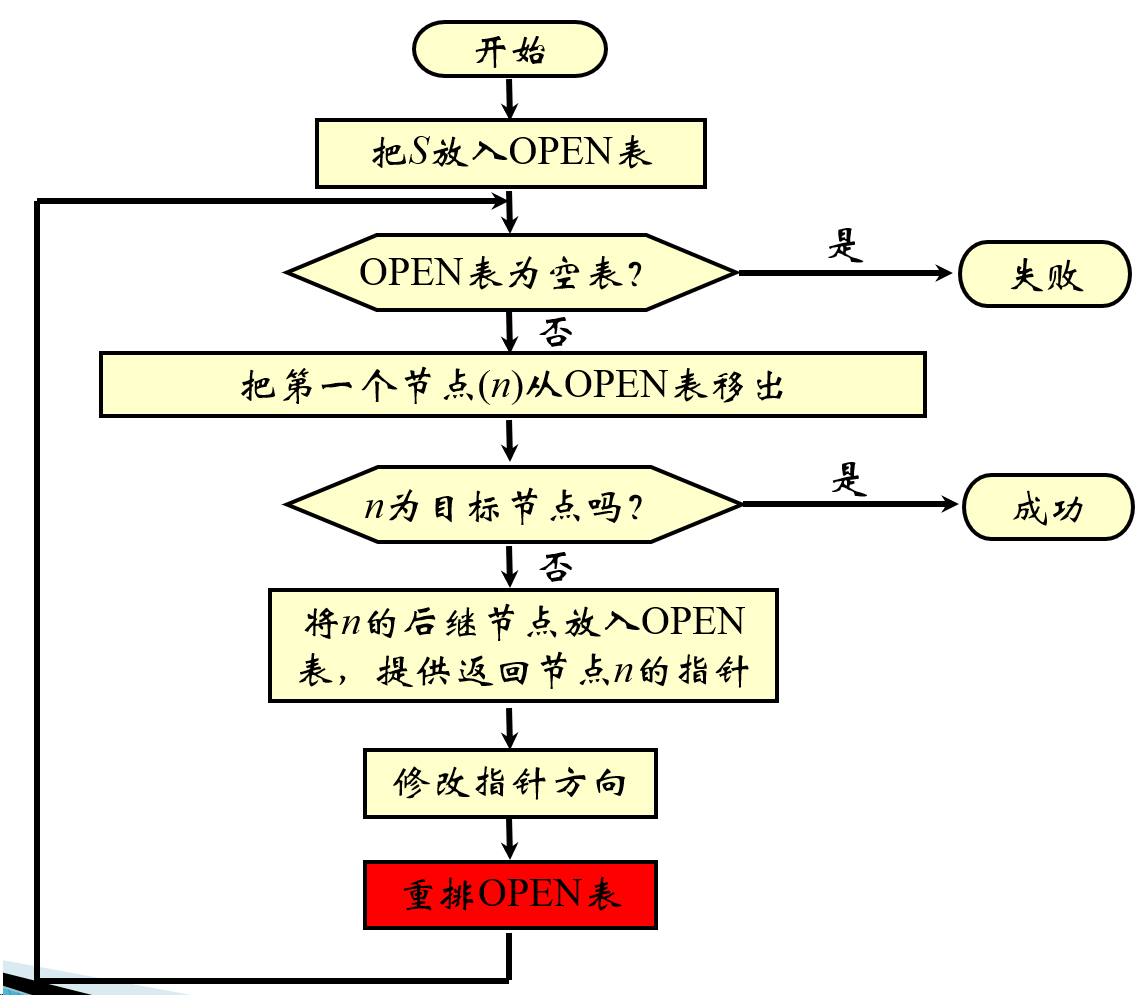 开始
把S放入OPEN表
OPEN表为空表?
是
失败
否
把第一个节点(n)从OPEN表移出
n为目标节点吗?
是
成功
否
将n的后继节点放入OPEN
表，提供返回节点n的指针
修改指针方向
重排OPEN表